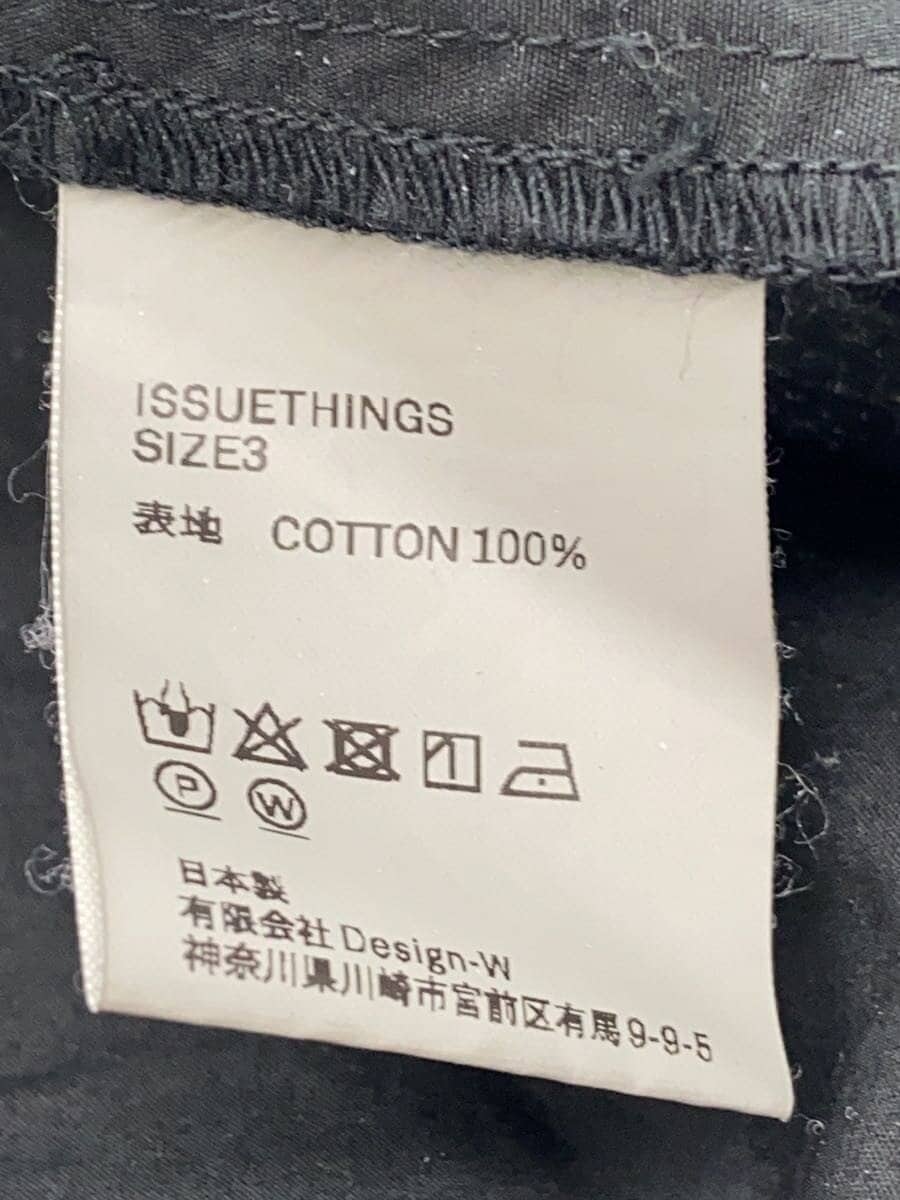 ISSUETHINGS
SIZE3
表地 COTTON 100%
P W
日本製
有限会社 Design-W
神奈川県川崎市宮前区有馬9-9-5